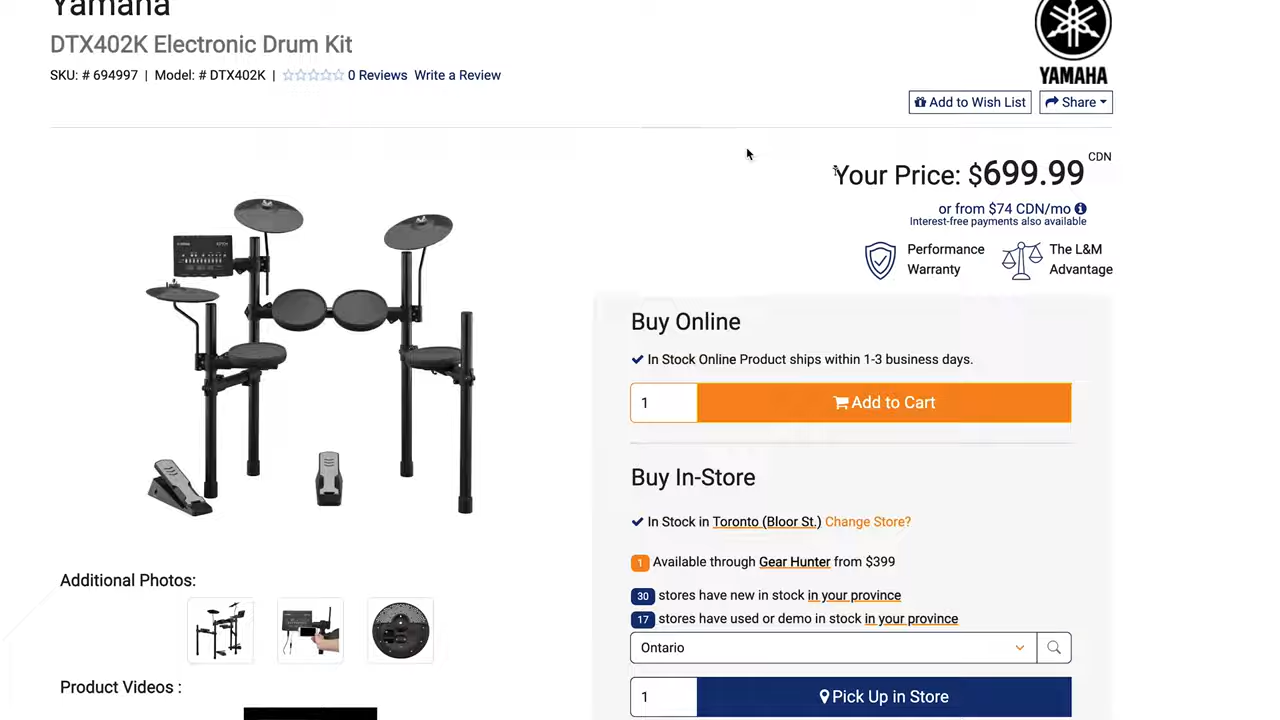 Yamaha
DTX402K Electronic Drum Kit
SKU: # 694997 | Model: # DTX402K | 0 Reviews Write a Review
YAMAHA
Add to Wish List
Share
Your Price: $699.99 CDN
or from $74 CDN/mo
Interest-free payments also available
Performance Warranty
The L&M Advantage
Buy Online
In Stock Online Product ships within 1-3 business days.
1 Add to Cart
Buy In-Store
In Stock in Toronto (Bloor St.) Change Store?
1 Available through Gear Hunter from $399
30 stores have new in stock in your province
17 stores have used or demo in stock in your province
Ontario
1 Pick Up in Store
Additional Photos:
Product Videos :